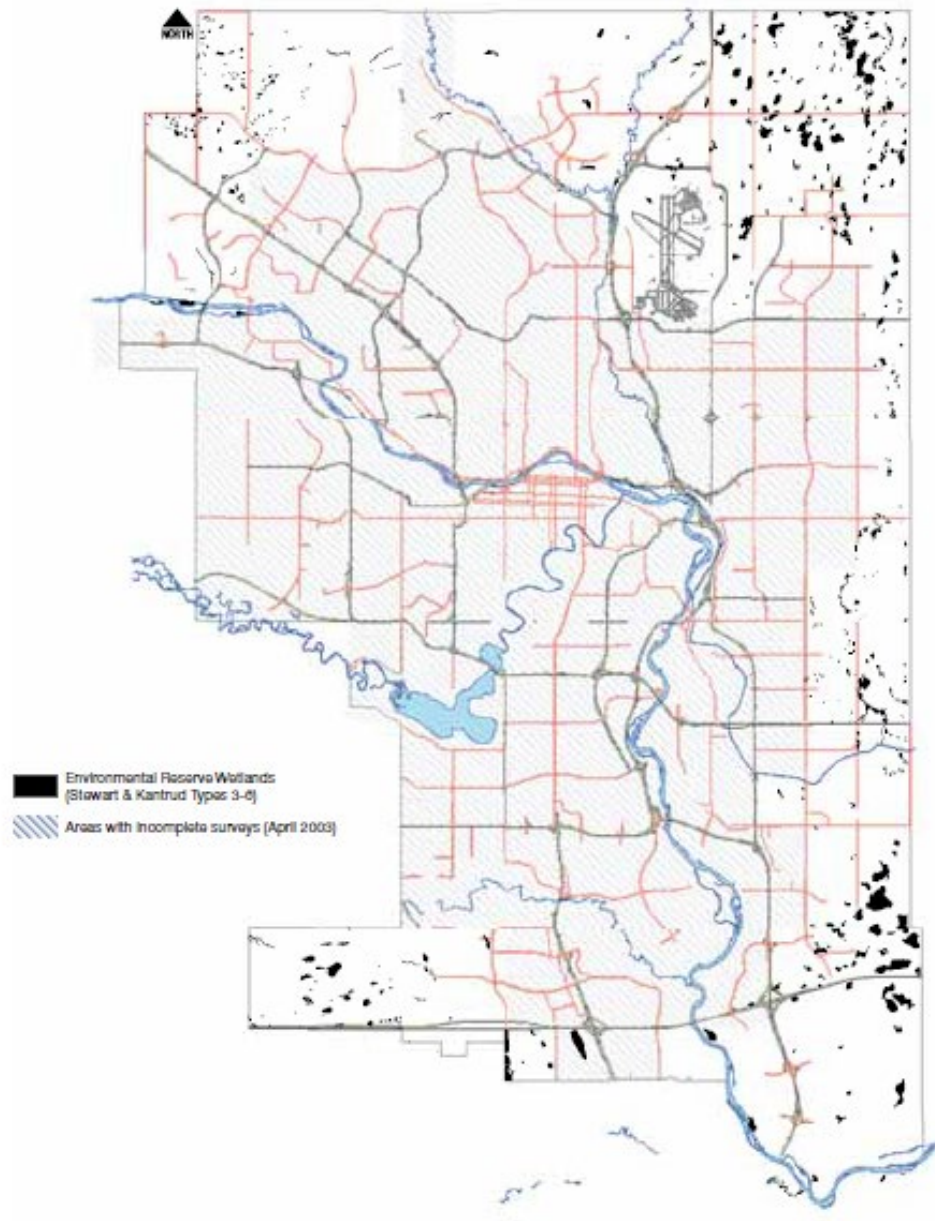 NORTH
Environmental Reserve Wetlands
(Stewart & Kantrud Types 3-6)
Areas with incomplete surveys (April 2003)